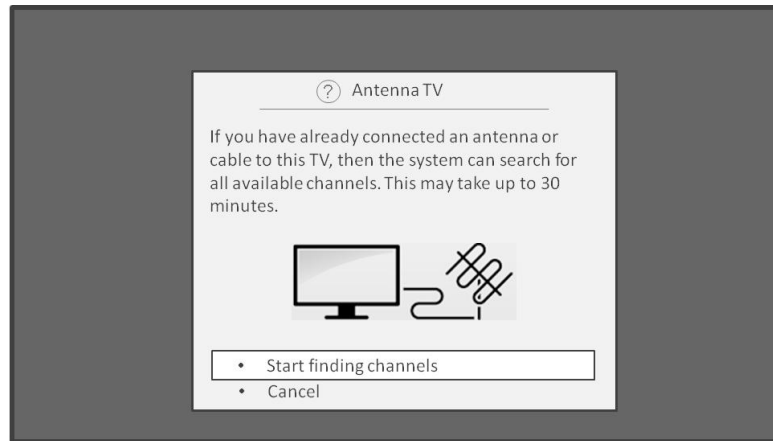 ? Antenna TV
If you have already connected an antenna or
cable to this TV, then the system can search for
all available channels. This may take up to 30
minutes.
• Start finding channels
• Cancel